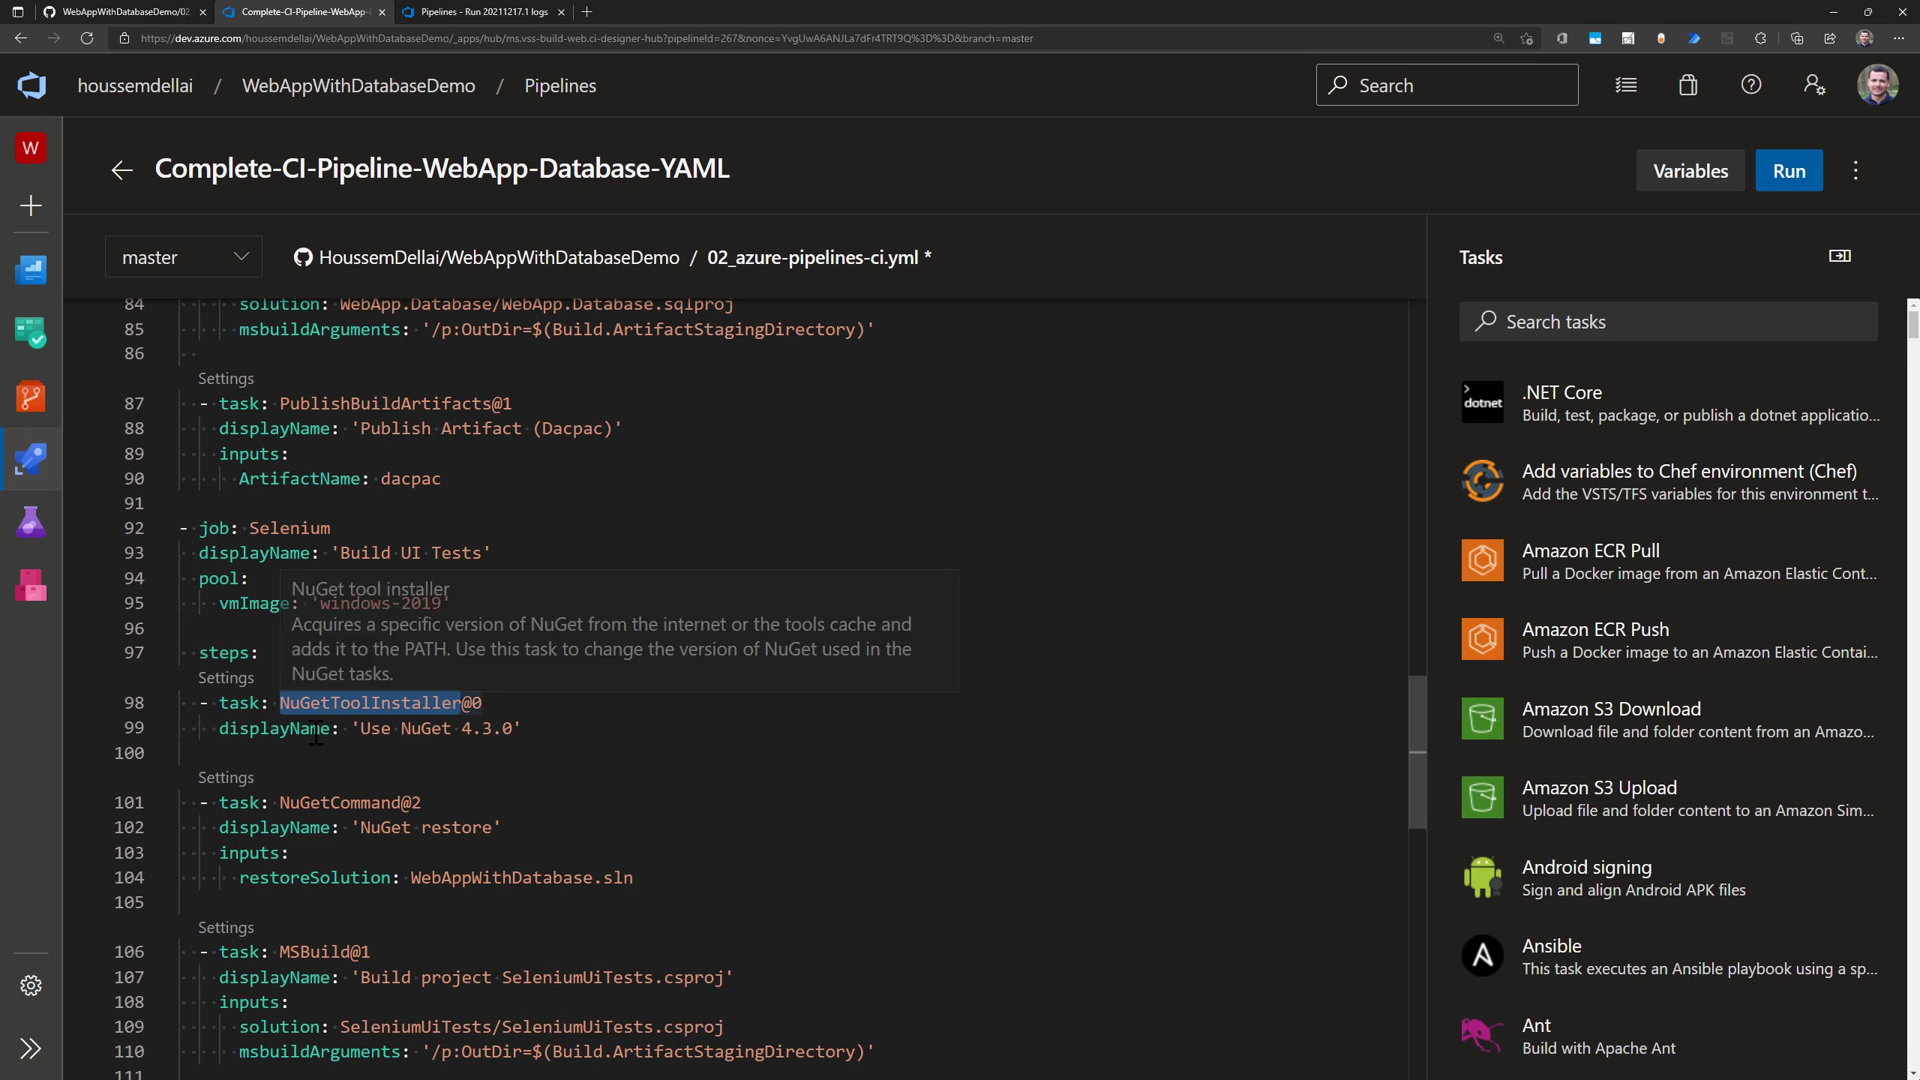 WebAppWithDatabaseDemo/02_
Complete-CI-Pipeline-WebApp-
Pipelines - Run 20211217.1 logs
https://dev.azure.com/houssemdellai/WebAppWithDatabaseDemo/_apps/hub/ms.vss-build-web.ci-designer-hub?pipelineId=267&nonce=YvgUwA6ANJLa7dFr4TRT9Q%3D%3D&branch=master
houssemdellai / WebAppWithDatabaseDemo / Pipelines
Search
W
Complete-CI-Pipeline-WebApp-Database-YAML
Variables
Run
master
HoussemDellai/WebAppWithDatabaseDemo / 02_azure-pipelines-ci.yml *
84 solution: WebApp.Database/WebApp.Database.sqlproj
85 msbuildArguments: '/p:OutDir=$(Build.ArtifactStagingDirectory)'
86
Settings
87 - task: PublishBuildArtifacts@1
88 displayName: 'Publish Artifact (Dacpac)'
89 inputs:
90 ArtifactName: dacpac
91
92 - job: Selenium
93 displayName: 'Build UI Tests'
94 pool:
NuGet tool installer
95 vmImage: 'windows-2019'
Acquires a specific version of NuGet from the internet or the tools cache and
adds it to the PATH. Use this task to change the version of NuGet used in the
NuGet tasks.
96
97 steps:
Settings
98 - task: NuGetToolInstaller@0
99 displayName: 'Use NuGet 4.3.0'
100
Settings
101 - task: NuGetCommand@2
102 displayName: 'NuGet restore'
103 inputs:
104 restoreSolution: WebAppWithDatabase.sln
105
Settings
106 - task: MSBuild@1
107 displayName: 'Build project SeleniumUiTests.csproj'
108 inputs:
109 solution: SeleniumUiTests/SeleniumUiTests.csproj
110 msbuildArguments: '/p:OutDir=$(Build.ArtifactStagingDirectory)'
111
Tasks
Search tasks
dotnet
.NET Core
Build, test, package, or publish a dotnet applicatio...
Add variables to Chef environment (Chef)
Add the VSTS/TFS variables for this environment t...
Amazon ECR Pull
Pull a Docker image from an Amazon Elastic Cont...
Amazon ECR Push
Push a Docker image to an Amazon Elastic Contai...
Amazon S3 Download
Download file and folder content from an Amazo...
Amazon S3 Upload
Upload file and folder content to an Amazon Sim...
Android signing
Sign and align Android APK files
Ansible
This task executes an Ansible playbook using a sp...
Ant
Build with Apache Ant